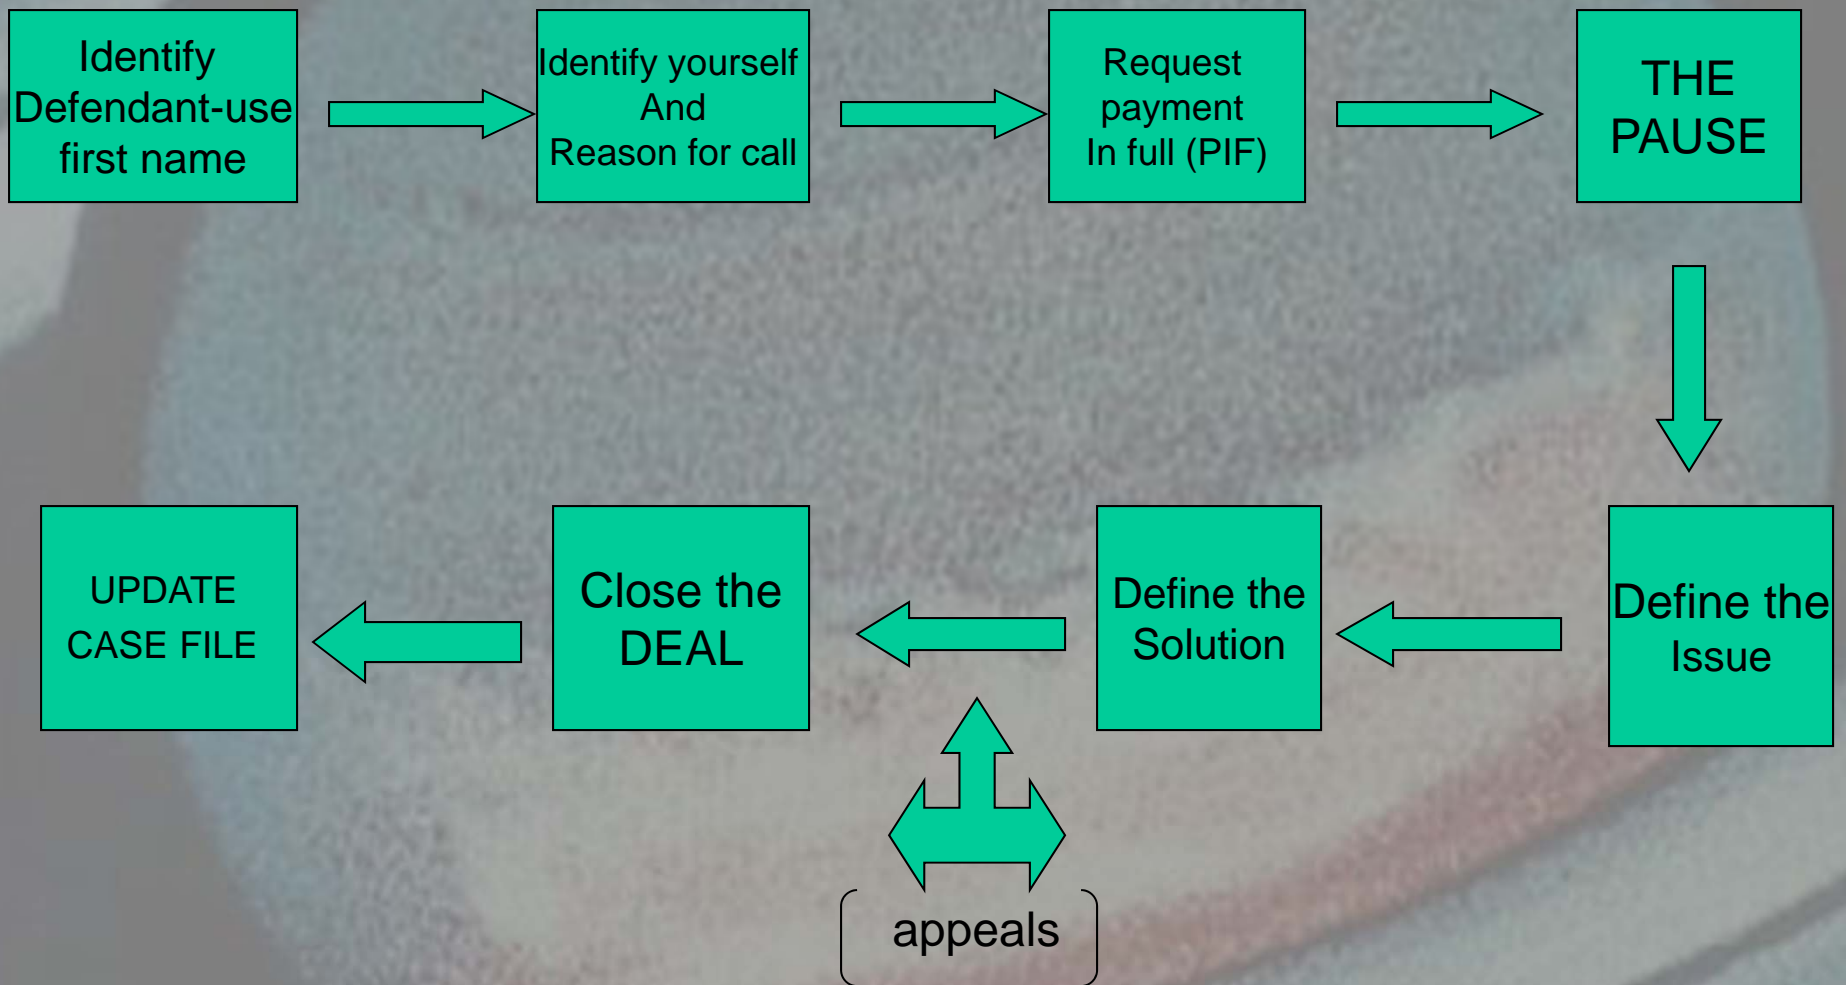 Identify
Defendant-use
first name
Identify yourself
And
Reason for call
Request
payment
In full (PIF)
THE
PAUSE
Define the
Issue
Define the
Solution
Close the
DEAL
UPDATE
CASE FILE
appeals